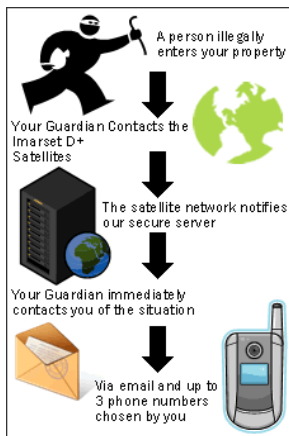 A person illegally
enters your property
Your Guardian Contacts the
Imarset D+
Satellites
The satellite network notifies
our secure server
Your Guardian immediately
contacts you of the situation
Via email and up to
3 phone numbers
chosen by you